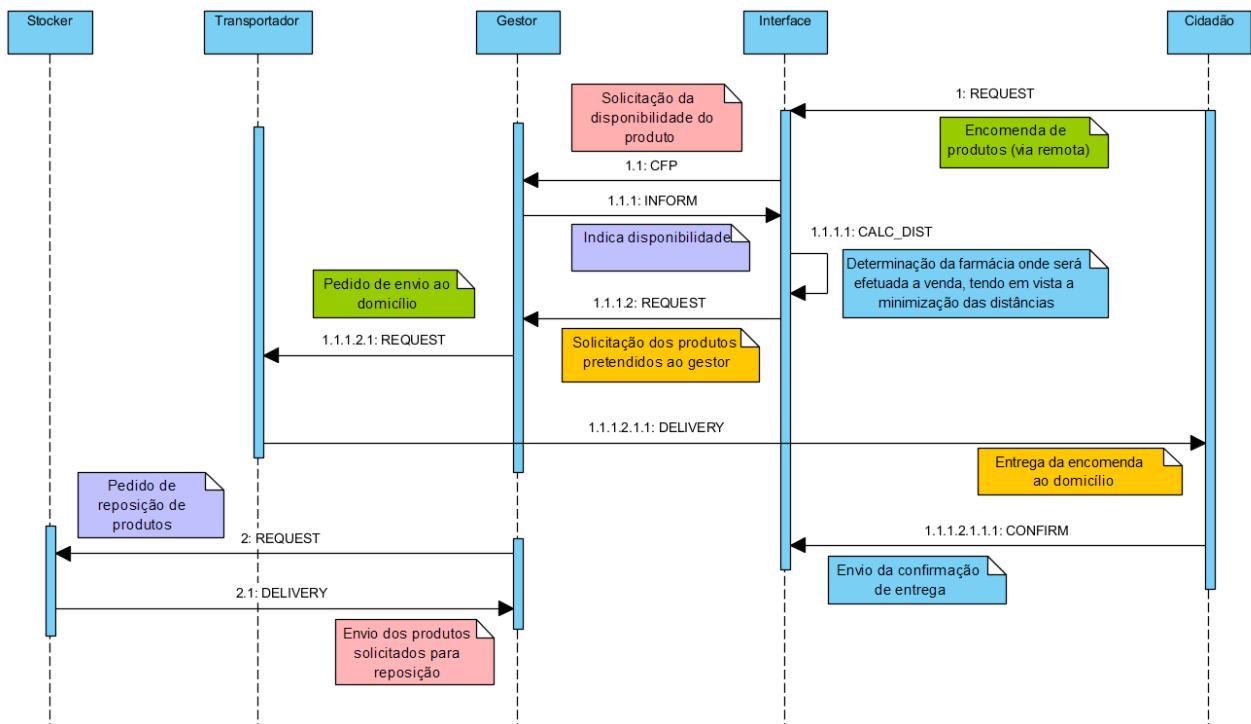 Stocker
Transportador
Gestor
Interface
Cidadão
1: REQUEST
Solicitação da
disponibilidade do
produto
Encomenda de
produtos (via remota)
1.1: CFP
1.1.1: INFORM
Indica disponibilidade
1.1.1.1: CALC_DIST
Determinação da farmácia onde será
efetuada a venda, tendo em vista a
minimização das distâncias
Pedido de envio ao
domicílio
1.1.1.2: REQUEST
Solicitação dos produtos
pretendidos ao gestor
1.1.1.2.1: REQUEST
1.1.1.2.1.1: DELIVERY
Entrega da encomenda
ao domicílio
Pedido de
reposição de
produtos
2: REQUEST
1.1.1.2.1.1.1: CONFIRM
Envio da confirmação
de entrega
2.1: DELIVERY
Envio dos produtos
solicitados para
reposição